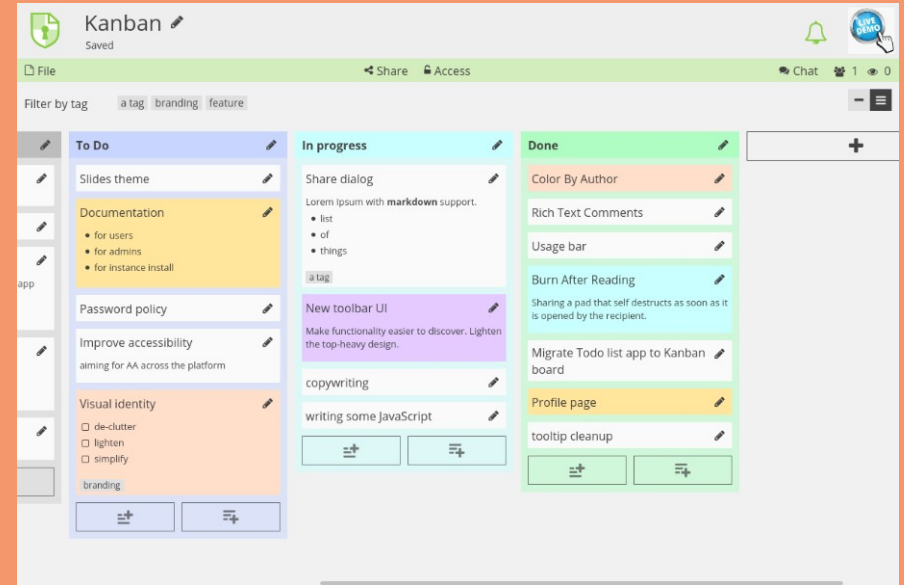 Kanban
Saved
LIVE
DEMO
File
Share
Access
Chat
1
0
Filter by tag
a tag
branding
feature
app
To Do
Slides theme
Documentation
• for users
• for admins
• for instance install
Password policy
Improve accessibility
aiming for AA across the platform
Visual identity
de-clutter
lighten
simplify
branding
In progress
Share dialog
Lorem Ipsum with markdown support.
• list
• of
• things
a tag
New toolbar UI
Make functionality easier to discover. Lighten
the top-heavy design.
copywriting
writing some JavaScript
Done
Color By Author
Rich Text Comments
Usage bar
Burn After Reading
Sharing a pad that self destructs as soon as it
is opened by the recipient.
Migrate Todo list app to Kanban
board
Profile page
tooltip cleanup